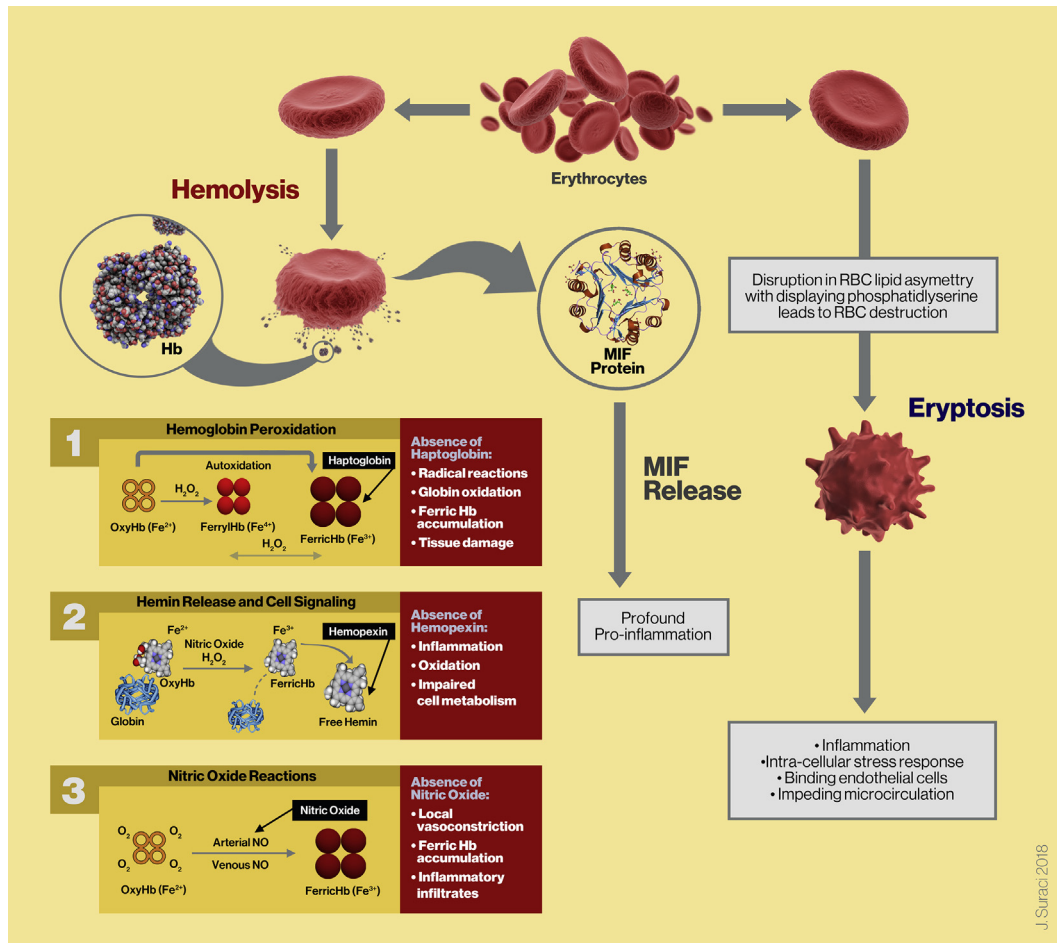 Erythrocytes
Hemolysis
Hb
MIF
Protein
Disruption in RBC lipid asymettry
with displaying phosphatidlyserine
leads to RBC destruction
Eryptosis
MIF
Release
Profound
Pro-inflammation
• Inflammation
•Intra-cellular stress response
• Binding endothelial cells
• Impeding microcirculation
1
Hemoglobin Peroxidation
Autoxidation
Haptoglobin
H₂O₂
OxyHb (Fe²⁺)
FerrylHb (Fe⁴⁺)
FerricHb (Fe³⁺)
H₂O₂
Absence of
Haptoglobin:
• Radical reactions
• Globin oxidation
• Ferric Hb
accumulation
• Tissue damage
2
Hemin Release and Cell Signaling
Fe²⁺
Nitric Oxide
H₂O₂
Fe³⁺
Hemopexin
OxyHb
FerricHb
Globin
Free Hemin
Absence of
Hemopexin:
• Inflammation
• Oxidation
• Impaired
cell metabolism
3
Nitric Oxide Reactions
Nitric Oxide
O₂ O₂
Arterial NO
Venous NO
O₂ O₂
OxyHb (Fe²⁺)
FerricHb (Fe³⁺)
Absence of
Nitric Oxide:
• Local
vasoconstriction
• Ferric Hb
accumulation
• Inflammatory
infiltrates
J. Suraci 2018